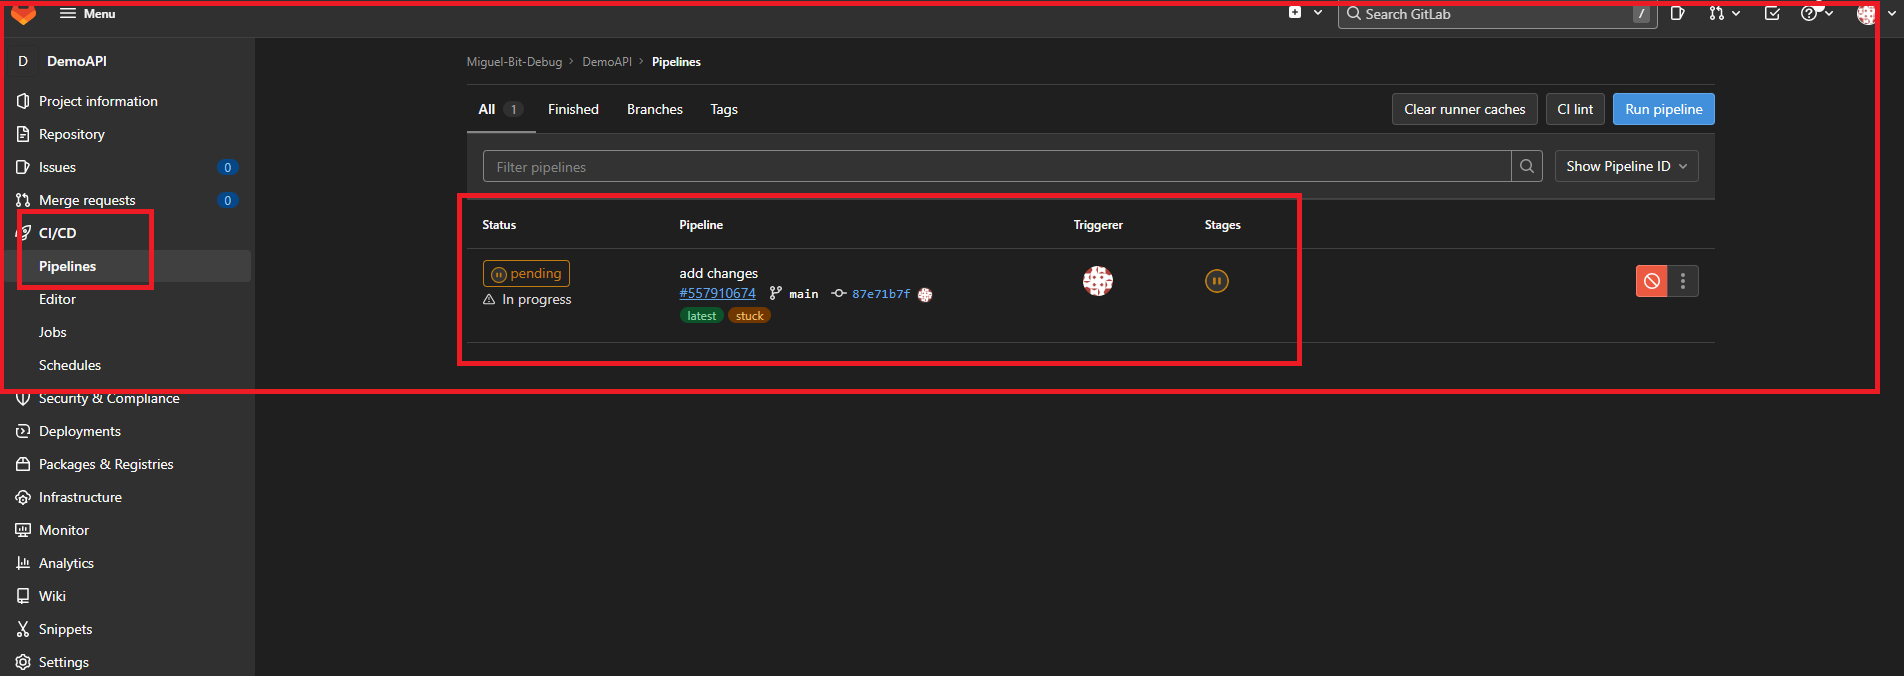 Menu
Search GitLab /
D DemoAPI
Project information
Repository
Issues 0
Merge requests 0
CI/CD
Pipelines
Editor
Jobs
Schedules
Security & Compliance
Deployments
Packages & Registries
Infrastructure
Monitor
Analytics
Wiki
Snippets
Settings
Miguel-Bit-Debug › DemoAPI › Pipelines
All 1 Finished Branches Tags
Clear runner caches CI lint Run pipeline
Filter pipelines Show Pipeline ID
Status Pipeline Triggerer Stages
pending
In progress
add changes
#557910674 main 87e71b7f
latest stuck